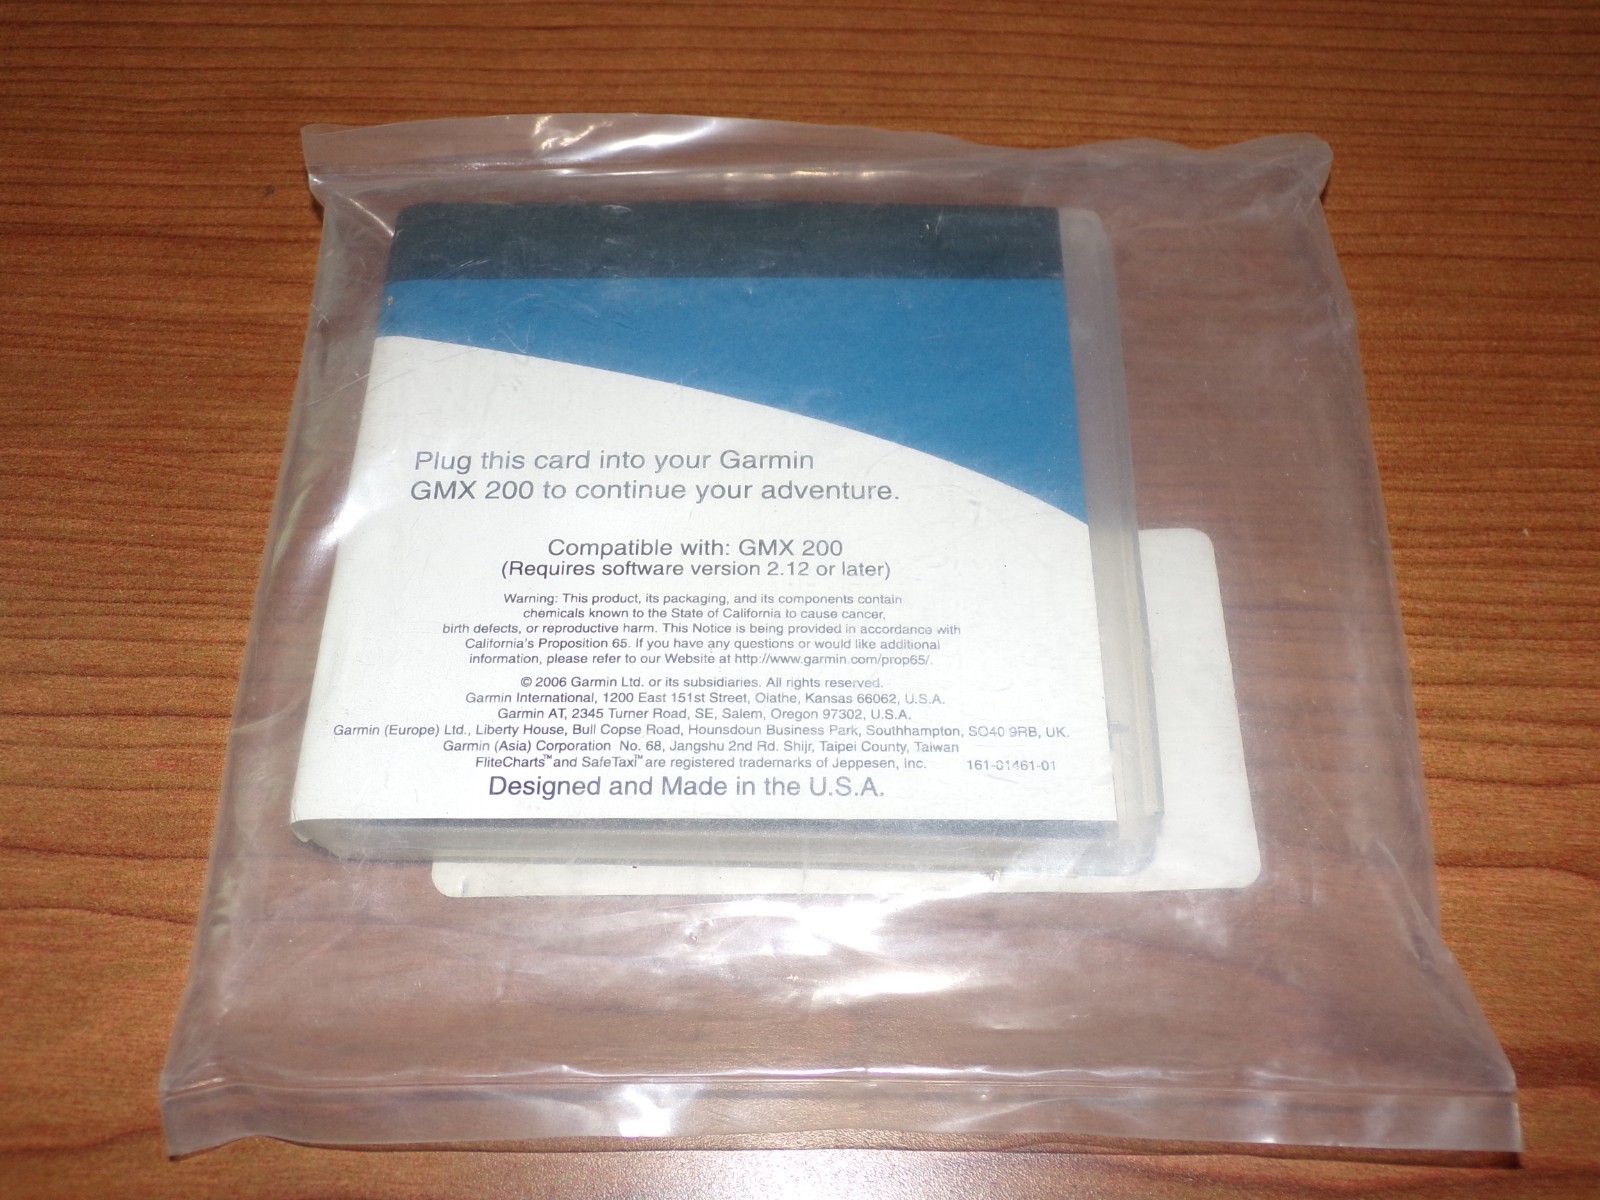 Plug this card into your Garmin
GMX 200 to continue your adventure.
Compatible with: GMX 200
(Requires software version 2.12 or later)
Warning: This product, its packaging, and its components contain
chemicals known to the State of California to cause cancer,
birth defects, or reproductive harm. This Notice is being provided in accordance with
California's Proposition 65. If you have any questions or would like additional
information, please refer to our Website at http://www.garmin.com/prop65/.
© 2006 Garmin Ltd. or its subsidiaries. All rights reserved.
Garmin International, 1200 East 151st Street, Olathe, Kansas 66062, U.S.A.
Garmin AT, 2345 Turner Road, SE, Salem, Oregon 97302, U.S.A.
Garmin (Europe) Ltd., Liberty House, Bull Copse Road, Hounsdoun Business Park, Southhampton, SO40 9RB, UK.
Garmin (Asia) Corporation No. 68, Jangshu 2nd Rd. Shijr, Taipei County, Taiwan
FliteCharts™ and SafeTaxi™ are registered trademarks of Jeppesen, Inc. 161-01461-01
Designed and Made in the U.S.A.